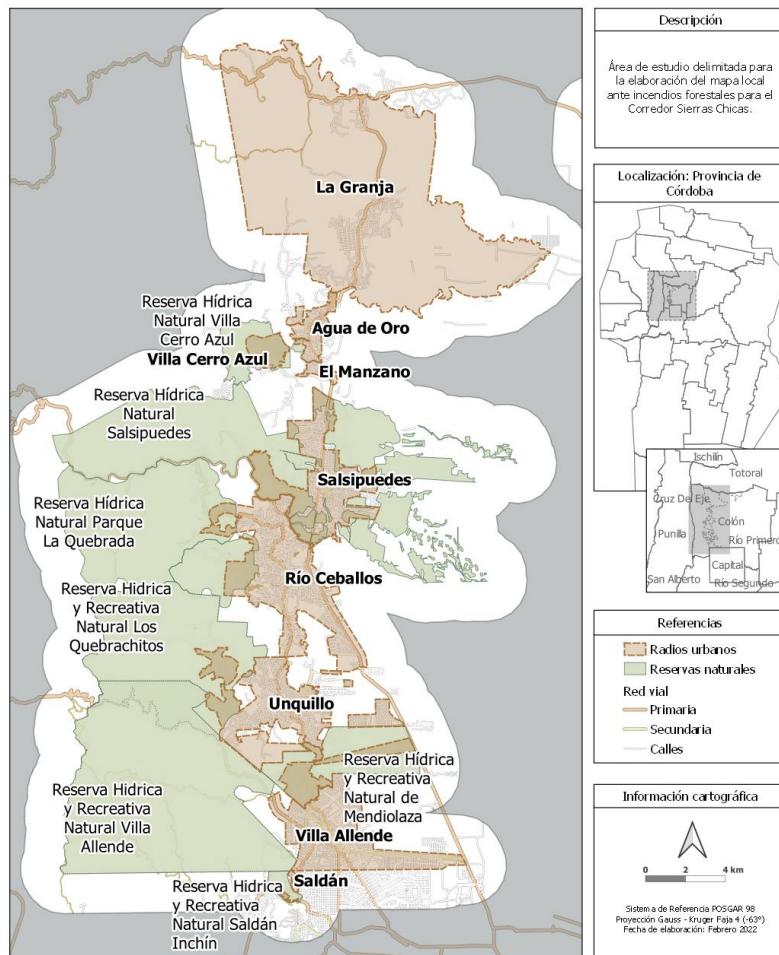 La Granja
Reserva Hídrica
Natural Villa
Cerro Azul
Villa Cerro Azul
Agua de Oro
El Manzano
Reserva Hídrica
Natural
Salsipuedes
Salsipuedes
Reserva Hídrica
Natural Parque
La Quebrada
Río Ceballos
Reserva Hidrica
y Recreativa
Natural Los
Quebrachitos
Unquillo
Reserva Hídrica
y Recreativa
Natural de
Mendiolaza
Reserva Hidrica
y Recreativa
Natural Villa
Allende
Villa Allende
Saldán
Reserva Hidrica
y Recreativa
Natural Saldán
Inchín
Descripción
Área de estudio delimitada para
la elaboración del mapa local
ante incendios forestales para el
Corredor Sierras Chicas.
Localización: Provincia de
Córdoba
Ischilín
Totoral
Cruz Del Eje
Colón
Punilla
Río Primero
Capital
San Alberto
Río Segundo
Referencias
Radios urbanos
Reservas naturales
Red vial
Primaria
Secundaria
Calles
Información cartográfica
0 2 4 km
Sistema de Referencia POSGAR 98
Proyección Gauss - Kruger Faja 4 (-63°)
Fecha de elaboración: Febrero 2022